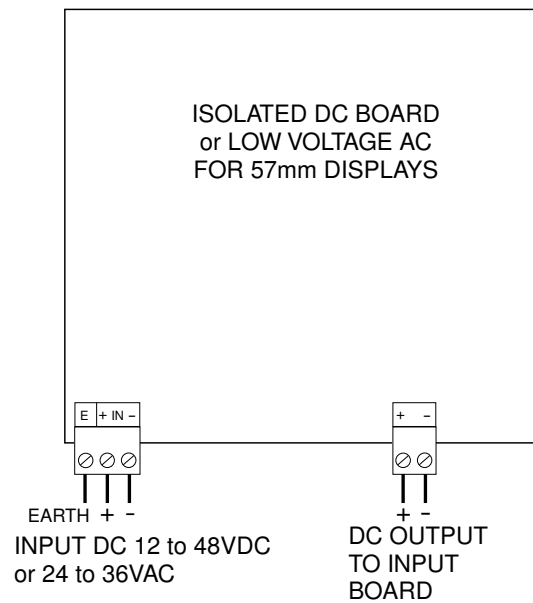 ISOLATED DC BOARD
or LOW VOLTAGE AC
FOR 57mm DISPLAYS
E + IN −
+ −
EARTH + −
INPUT DC 12 to 48VDC
or 24 to 36VAC
+ −
DC OUTPUT
TO INPUT
BOARD